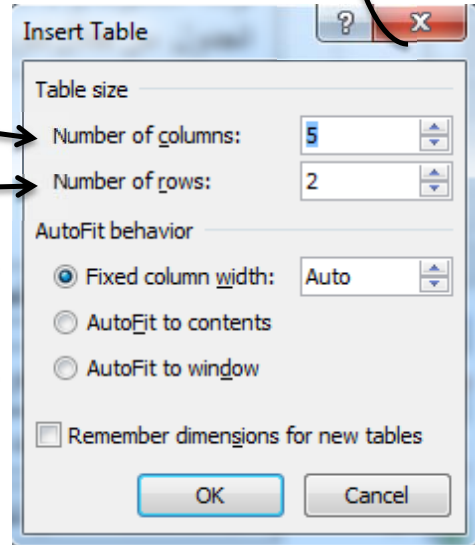 Insert Table
Table size
Number of columns: 5
Number of rows: 2
AutoFit behavior
Fixed column width: Auto
AutoFit to contents
AutoFit to window
Remember dimensions for new tables
OK Cancel